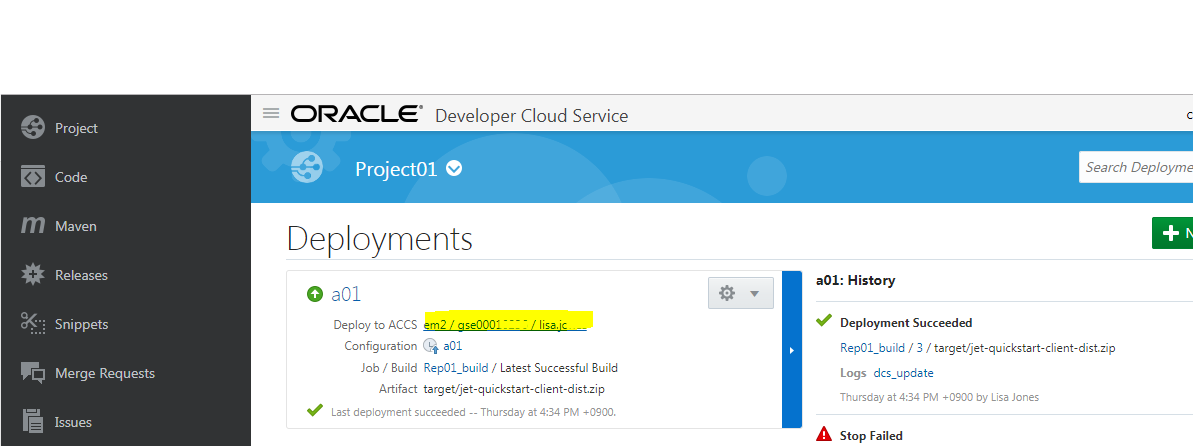 ORACLE® Developer Cloud Service
Project
Code
Maven
Releases
Snippets
Merge Requests
Issues
Project01
Search Deployme
Deployments
N
a01
Deploy to ACCS em2 / / lisa.jc
Configuration a01
Job / Build Rep01_build / Latest Successful Build
Artifact target/jet-quickstart-client-dist.zip
Last deployment succeeded -- Thursday at 4:34 PM +0900.
a01: History
Deployment Succeeded
Rep01_build / 3 / target/jet-quickstart-client-dist.zip
Logs dcs_update
Thursday at 4:34 PM +0900 by Lisa Jones
Stop Failed